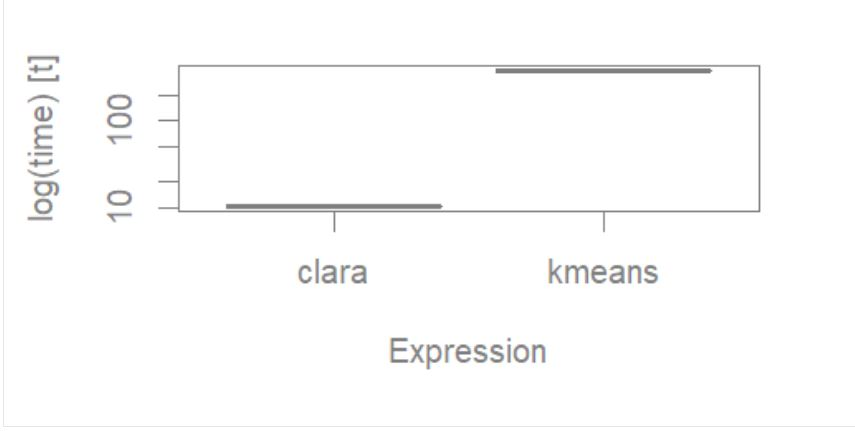 log(time) [t]
100
10
clara kmeans
Expression